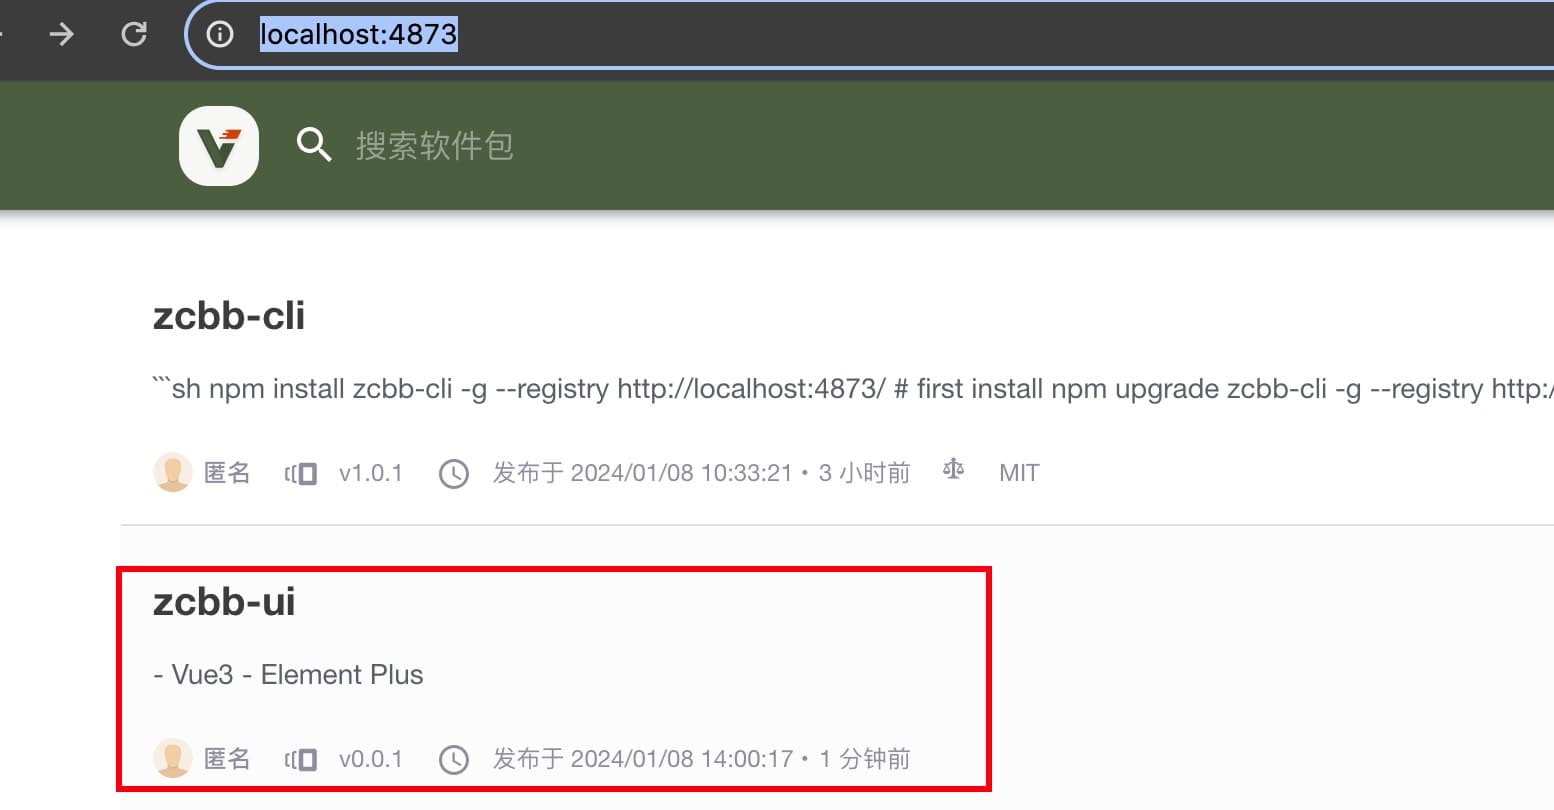 localhost:4873
搜索软件包
zcbb-cli
```sh npm install zcbb-cli -g --registry http://localhost:4873/ # first install npm upgrade zcbb-cli -g --registry http:/
匿名 v1.0.1 发布于 2024/01/08 10:33:21 • 3 小时前 MIT
zcbb-ui
- Vue3 - Element Plus
匿名 v0.0.1 发布于 2024/01/08 14:00:17 • 1 分钟前